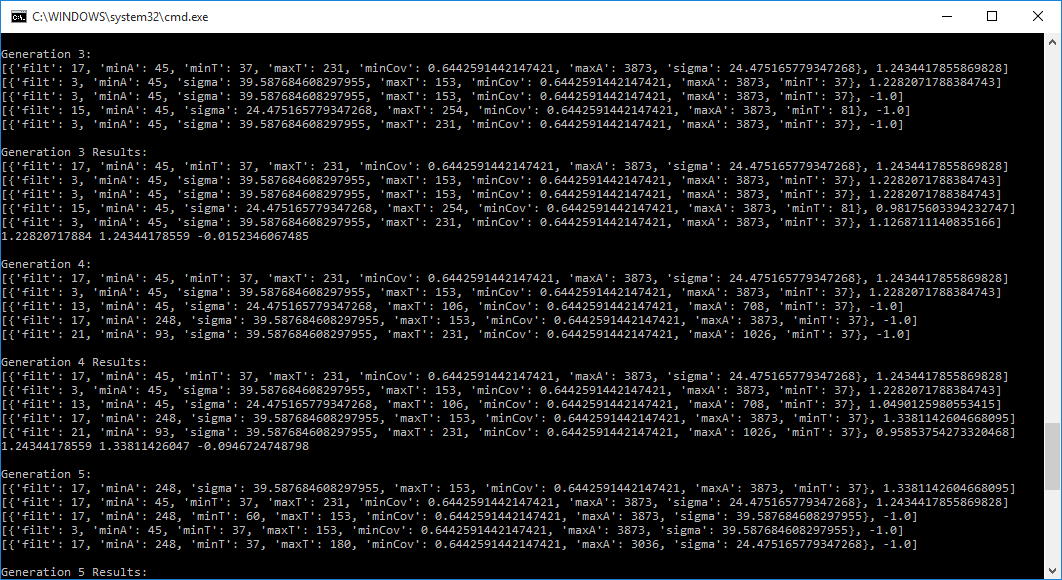 C:\WINDOWS\system32\cmd.exe
Generation 3:
[{'filt': 17, 'minA': 45, 'minT': 37, 'maxT': 231, 'minCov': 0.6442591442147421, 'maxA': 3873, 'sigma': 24.475165779347268}, 1.2434417855869828]
[{'filt': 3, 'minA': 45, 'sigma': 39.587684608297955, 'maxT': 153, 'minCov': 0.6442591442147421, 'maxA': 3873, 'minT': 37}, 1.2282071788384743]
[{'filt': 3, 'minA': 45, 'sigma': 39.587684608297955, 'maxT': 153, 'minCov': 0.6442591442147421, 'maxA': 3873, 'minT': 37}, -1.0]
[{'filt': 15, 'minA': 45, 'sigma': 24.475165779347268, 'maxT': 254, 'minCov': 0.6442591442147421, 'maxA': 3873, 'minT': 81}, -1.0]
[{'filt': 3, 'minA': 45, 'sigma': 39.587684608297955, 'maxT': 231, 'minCov': 0.6442591442147421, 'maxA': 3873, 'minT': 37}, -1.0]
Generation 3 Results:
[{'filt': 17, 'minA': 45, 'minT': 37, 'maxT': 231, 'minCov': 0.6442591442147421, 'maxA': 3873, 'sigma': 24.475165779347268}, 1.2434417855869828]
[{'filt': 3, 'minA': 45, 'sigma': 39.587684608297955, 'maxT': 153, 'minCov': 0.6442591442147421, 'maxA': 3873, 'minT': 37}, 1.2282071788384743]
[{'filt': 3, 'minA': 45, 'sigma': 39.587684608297955, 'maxT': 153, 'minCov': 0.6442591442147421, 'maxA': 3873, 'minT': 37}, 1.2282071788384743]
[{'filt': 15, 'minA': 45, 'sigma': 24.475165779347268, 'maxT': 254, 'minCov': 0.6442591442147421, 'maxA': 3873, 'minT': 81}, 0.98175603394232747]
[{'filt': 3, 'minA': 45, 'sigma': 39.587684608297955, 'maxT': 231, 'minCov': 0.6442591442147421, 'maxA': 3873, 'minT': 37}, 1.1268711140835166]
1.22820717884 1.24344178559 -0.0152346067485
Generation 4:
[{'filt': 17, 'minA': 45, 'minT': 37, 'maxT': 231, 'minCov': 0.6442591442147421, 'maxA': 3873, 'sigma': 24.475165779347268}, 1.2434417855869828]
[{'filt': 3, 'minA': 45, 'sigma': 39.587684608297955, 'maxT': 153, 'minCov': 0.6442591442147421, 'maxA': 3873, 'minT': 37}, 1.2282071788384743]
[{'filt': 13, 'minA': 45, 'sigma': 24.475165779347268, 'maxT': 106, 'minCov': 0.6442591442147421, 'maxA': 708, 'minT': 37}, -1.0]
[{'filt': 17, 'minA': 248, 'sigma': 39.587684608297955, 'maxT': 153, 'minCov': 0.6442591442147421, 'maxA': 3873, 'minT': 37}, -1.0]
[{'filt': 21, 'minA': 93, 'sigma': 39.587684608297955, 'maxT': 231, 'minCov': 0.6442591442147421, 'maxA': 1026, 'minT': 37}, -1.0]
Generation 4 Results:
[{'filt': 17, 'minA': 45, 'minT': 37, 'maxT': 231, 'minCov': 0.6442591442147421, 'maxA': 3873, 'sigma': 24.475165779347268}, 1.2434417855869828]
[{'filt': 3, 'minA': 45, 'sigma': 39.587684608297955, 'maxT': 153, 'minCov': 0.6442591442147421, 'maxA': 3873, 'minT': 37}, 1.2282071788384743]
[{'filt': 13, 'minA': 45, 'sigma': 24.475165779347268, 'maxT': 106, 'minCov': 0.6442591442147421, 'maxA': 708, 'minT': 37}, 1.0490125980553415]
[{'filt': 17, 'minA': 248, 'sigma': 39.587684608297955, 'maxT': 153, 'minCov': 0.6442591442147421, 'maxA': 3873, 'minT': 37}, 1.3381142604668095]
[{'filt': 21, 'minA': 93, 'sigma': 39.587684608297955, 'maxT': 231, 'minCov': 0.6442591442147421, 'maxA': 1026, 'minT': 37}, 0.95853754273320468]
1.24344178559 1.33811426047 -0.0946724748798
Generation 5:
[{'filt': 17, 'minA': 248, 'sigma': 39.587684608297955, 'maxT': 153, 'minCov': 0.6442591442147421, 'maxA': 3873, 'minT': 37}, 1.3381142604668095]
[{'filt': 17, 'minA': 45, 'minT': 37, 'maxT': 231, 'minCov': 0.6442591442147421, 'maxA': 3873, 'sigma': 24.475165779347268}, 1.2434417855869828]
[{'filt': 17, 'minA': 248, 'minT': 60, 'maxT': 153, 'minCov': 0.6442591442147421, 'maxA': 3873, 'sigma': 39.587684608297955}, -1.0]
[{'filt': 3, 'minA': 45, 'minT': 37, 'maxT': 153, 'minCov': 0.6442591442147421, 'maxA': 3873, 'sigma': 39.587684608297955}, -1.0]
[{'filt': 17, 'minA': 248, 'minT': 37, 'maxT': 180, 'minCov': 0.6442591442147421, 'maxA': 3036, 'sigma': 24.475165779347268}, -1.0]
Generation 5 Results: